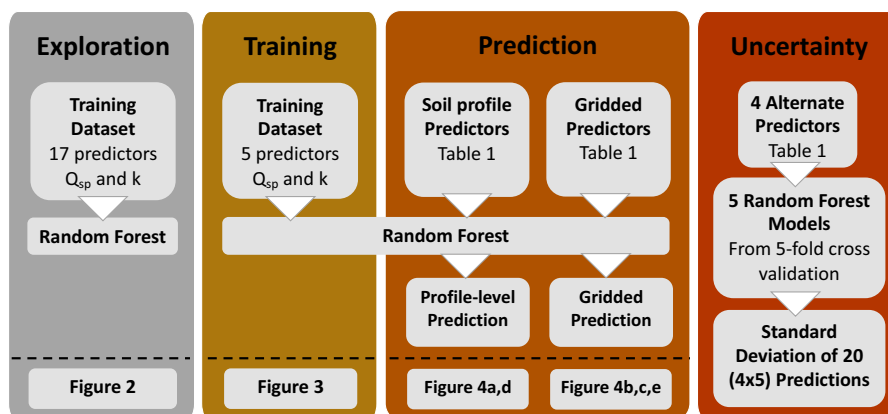 Exploration
Training
Dataset
17 predictors
Qsp and k
Random Forest
Figure 2
Training
Training
Dataset
5 predictors
Qsp and k
Random Forest
Figure 3
Prediction
Soil profile
Predictors
Table 1
Gridded
Predictors
Table 1
Profile-level
Prediction
Gridded
Prediction
Figure 4a,d
Figure 4b,c,e
Uncertainty
4 Alternate
Predictors
Table 1
5 Random Forest
Models
From 5-fold cross
validation
Standard
Deviation of 20
(4x5) Predictions